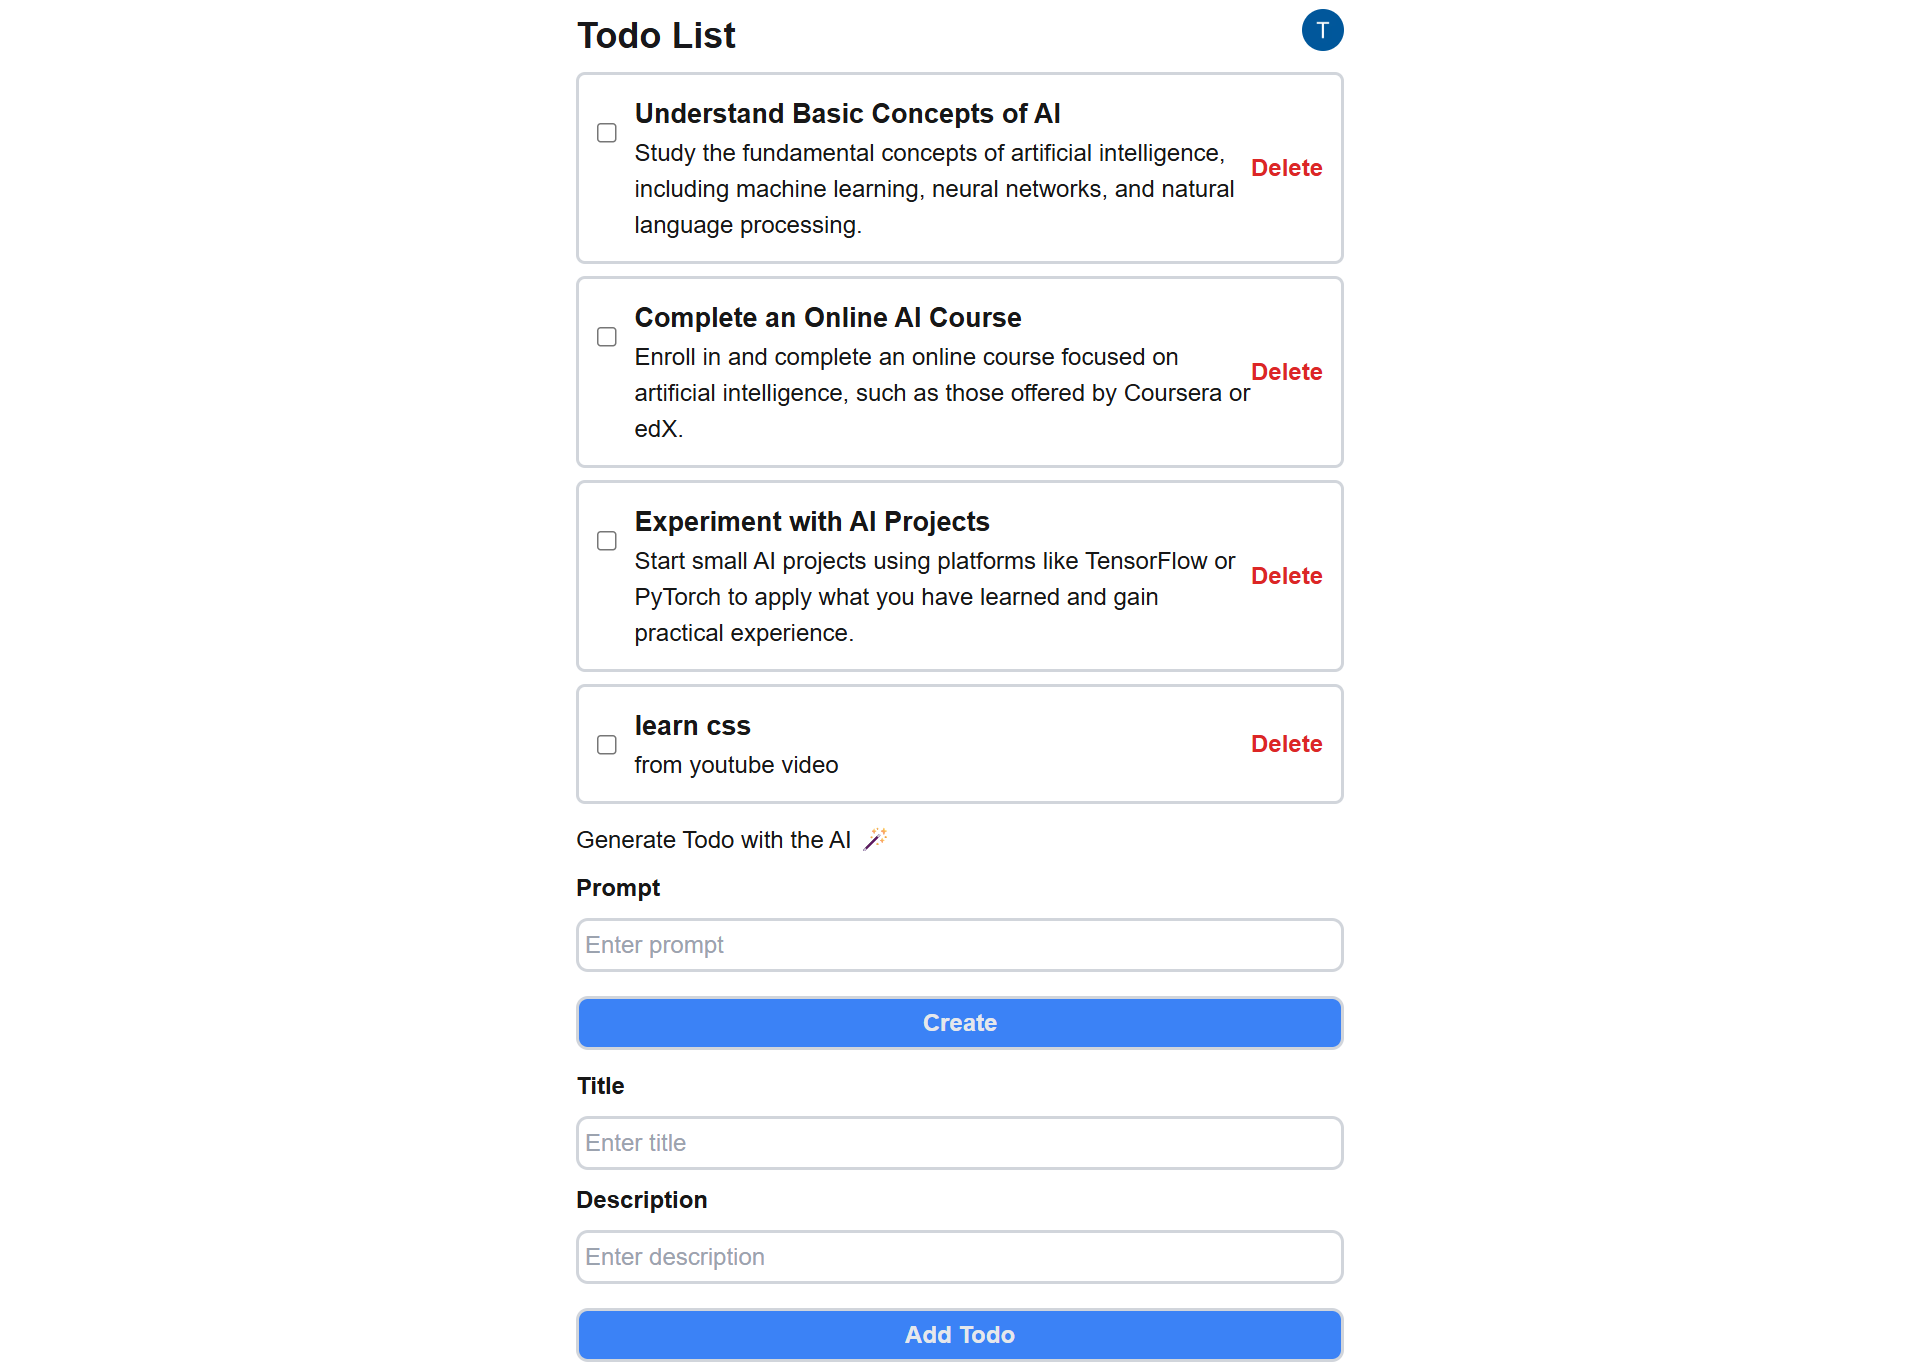 Todo List
T
Understand Basic Concepts of AI
Study the fundamental concepts of artificial intelligence,
including machine learning, neural networks, and natural
language processing.
Delete
Complete an Online AI Course
Enroll in and complete an online course focused on
artificial intelligence, such as those offered by Coursera or
edX.
Delete
Experiment with AI Projects
Start small AI projects using platforms like TensorFlow or
PyTorch to apply what you have learned and gain
practical experience.
Delete
learn css
from youtube video
Delete
Generate Todo with the AI 🪄
Prompt
Enter prompt
Create
Title
Enter title
Description
Enter description
Add Todo